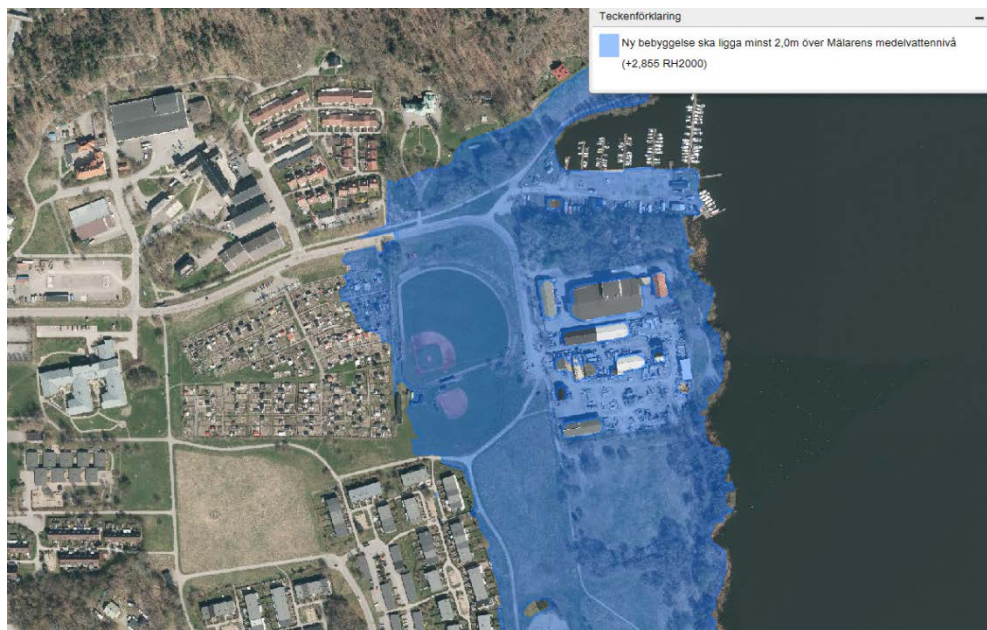 Teckenförklaring
Ny bebyggelse ska ligga minst 2,0m över Mälarens medelvattennivå
(+2,855 RH2000)